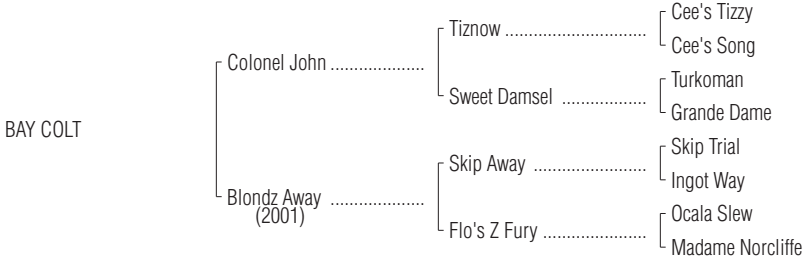 Cee's Tizzy
Tiznow ..............................
Cee's Song
Colonel John ....................
Turkoman
Sweet Damsel ..................
Grande Dame
BAY COLT
Skip Trial
Skip Away ........................
Ingot Way
Blondz Away ....................
(2001)
Ocala Slew
Flo's Z Fury ......................
Madame Norcliffe